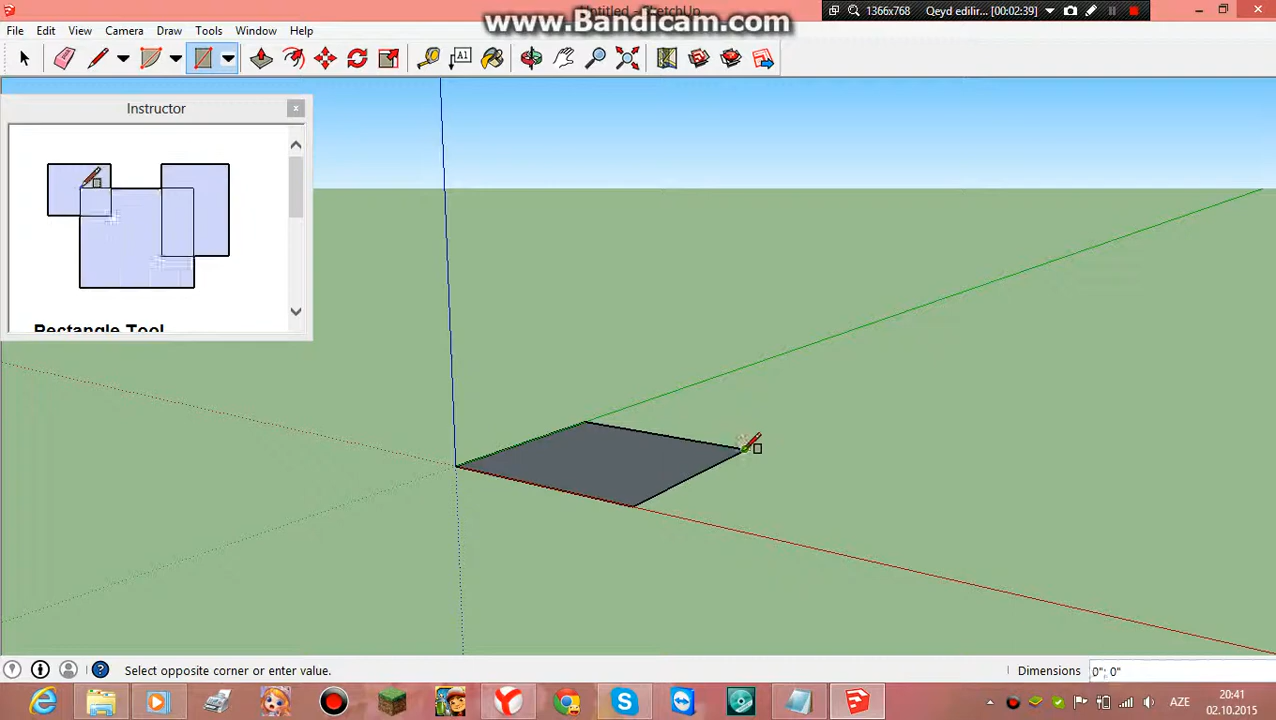 Untitled - SketchUp
www.Bandicam.com
1366x768
Qeyd edilir... [00:02:39]
File Edit View Camera Draw Tools Window Help
A1
Instructor
Rectangle Tool
Select opposite corner or enter value.
Dimensions 0"; 0"
AZE
20:41
02.10.2015